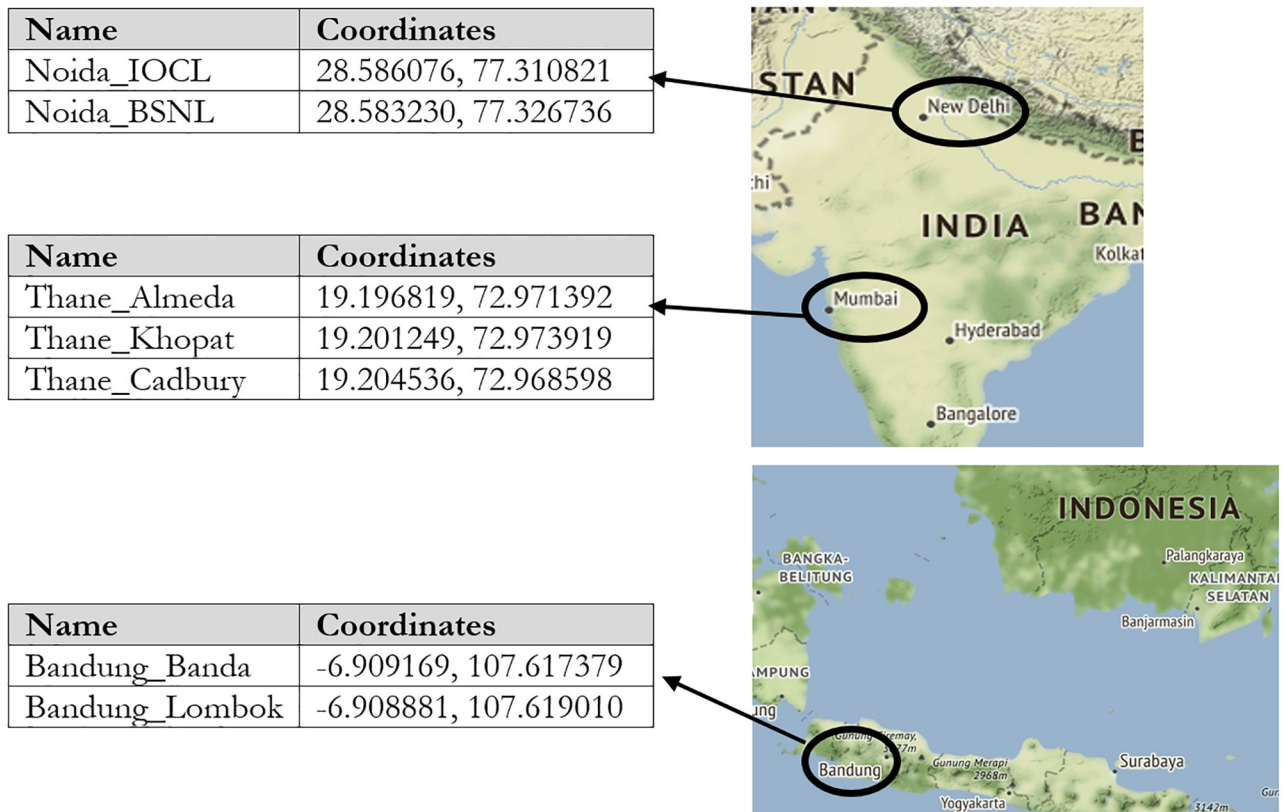 Name Coordinates
Noida_IOCL 28.586076, 77.310821
Noida_BSNL 28.583230, 77.326736
Name Coordinates
Thane_Almeda 19.196819, 72.971392
Thane_Khopat 19.201249, 72.973919
Thane_Cadbury 19.204536, 72.968598
Name Coordinates
Bandung_Banda -6.909169, 107.617379
Bandung_Lombok -6.908881, 107.619010
STAN
New Delhi
B
hi
INDIA
BAN
Kolkat
Mumbai
Hyderabad
Bangalore
INDONESIA
BANGKA-
BELITUNG
Palangkaraya
KALIMANTA
SELATAN
Banjarmasin
AMPUNG
ung
Bandung
Gunung Merapi
2968m
Surabaya
Yogyakarta
Gun
3142m